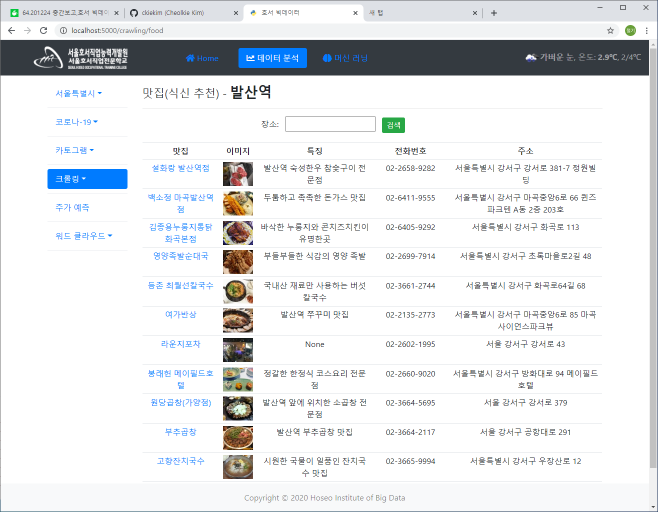 64.201224 중간보고,호서 빅데이
ckiekim (Cheolkie Kim)
호서 빅데이터
새 탭
localhost:5000/crawling/food
서울호서직업능력개발원
서울호서직업전문학교
Home
데이터 분석
머신 러닝
가벼운 눈, 온도: 2.9℃, 2/4℃
서울특별시
코로나-19
카토그램
크롤링
주가 예측
워드 클라우드
맛집(식신 추천) - 발산역
장소:
검색
맛집 이미지 특징 전화번호 주소
설화랑 발산역점 발산역 숙성한우 참숯구이 전문점 02-2658-9282 서울특별시 강서구 강서로 381-7 정원빌딩
백소정 마곡발산역점 두툼하고 촉촉한 돈가스 맛집 02-6411-9555 서울특별시 강서구 마곡중앙6로 66 퀸즈파크텐 A동 2층 203호
김종용누룽지통닭 화곡본점 바삭한 누룽지와 콘치즈치킨이 유명한곳 02-6405-9292 서울특별시 강서구 화곡로 113
영양족발순대국 부들부들한 식감의 영양 족발 02-2699-7914 서울특별시 강서구 초록마을로2길 48
등촌 최월선칼국수 국내산 재료만 사용하는 버섯칼국수 02-3661-2744 서울특별시 강서구 화곡로64길 68
여가반상 발산역 쭈꾸미 맛집 02-2135-2773 서울특별시 강서구 마곡중앙6로 85 마곡사이언스파크뷰
라운지포차 None 02-2602-1995 서울 강서구 강서로 43
봉래헌 메이필드호텔 정갈한 한정식 코스요리 전문점 02-2660-9020 서울특별시 강서구 방화대로 94 메이필드호텔
원당곱창(가양점) 발산역 앞에 위치한 소곱창 전문점 02-3664-5695 서울 강서구 강서로 379
부추곱창 발산역 부추곱창 맛집 02-3664-2117 서울 강서구 공항대로 291
고향잔치국수 시원한 국물이 일품인 잔치국수 맛집 02-3665-9994 서울특별시 강서구 우장산로 12
Copyright © 2020 Hoseo Institute of Big Data